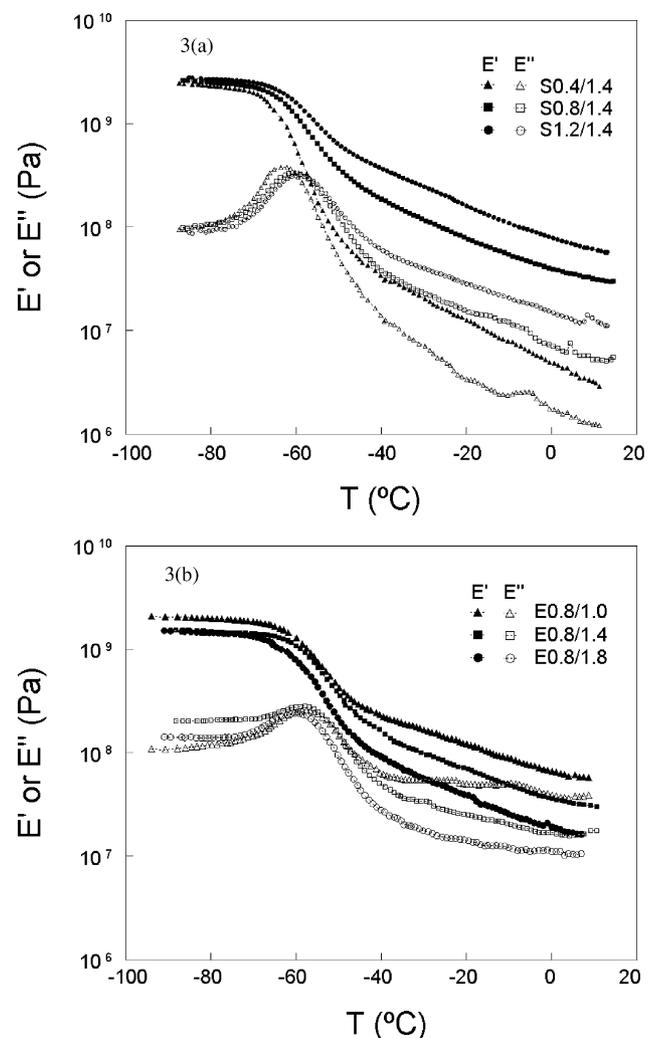 10 10
3(a)
E' E"
S0.4/1.4
S0.8/1.4
S1.2/1.4
10 9
10 8
10 7
10 6
E' or E" (Pa)
-100 -80 -60 -40 -20 0 20
T (ºC)
10 10
3(b)
E' E"
E0.8/1.0
E0.8/1.4
E0.8/1.8
10 9
10 8
10 7
10 6
E' or E" (Pa)
-100 -80 -60 -40 -20 0 20
T (ºC)